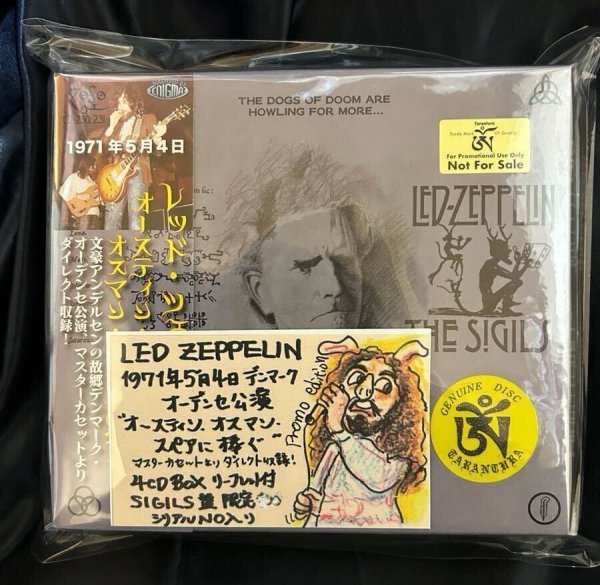 THE DOGS OF DOOM ARE
HOWLING FOR MORE...
ZoSo
ENIGMA
1971年5月4日
レッド・ツェ
オースティン・
オスマン・
文豪アンデルセンの故郷デンマーク・
オーデンセ公演、マスターカセットより
ダイレクト収録！
Tarantura
Trade Mark Of Quality
For Promotional Use Only
Not For Sale
LED-ZEPPELIN
THE SIGILS
GENUINE DISC
TARANTURA
LED ZEPPELIN
1971年5月4日デンマーク
オーデンセ公演
"オースティン オスマン・
スペアに捧ぐ"
マスターカセットよりダイレクト収録!
4CD BOX リーフレット付
SIGILS盤 限定
シリアルNO入り
Promo edition